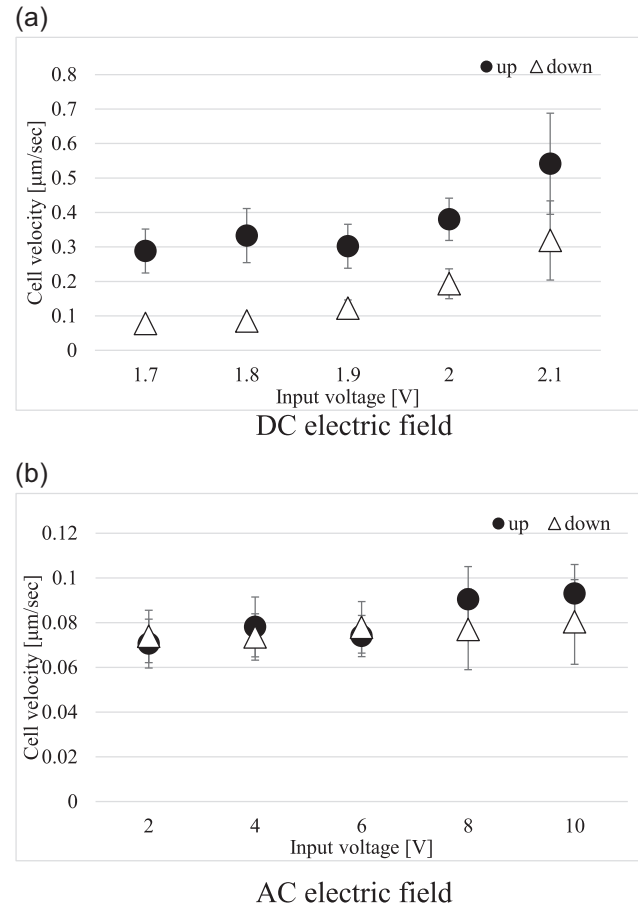 (a)
● up △ down
0.8
0.7
0.6
0.5
0.4
0.3
0.2
0.1
0
Cell velocity [μm/sec]
1.7 1.8 1.9 2 2.1
Input voltage [V]
DC electric field
(b)
● up △ down
0.12
0.1
0.08
0.06
0.04
0.02
0
Cell velocity [μm/sec]
2 4 6 8 10
Input voltage [V]
AC electric field